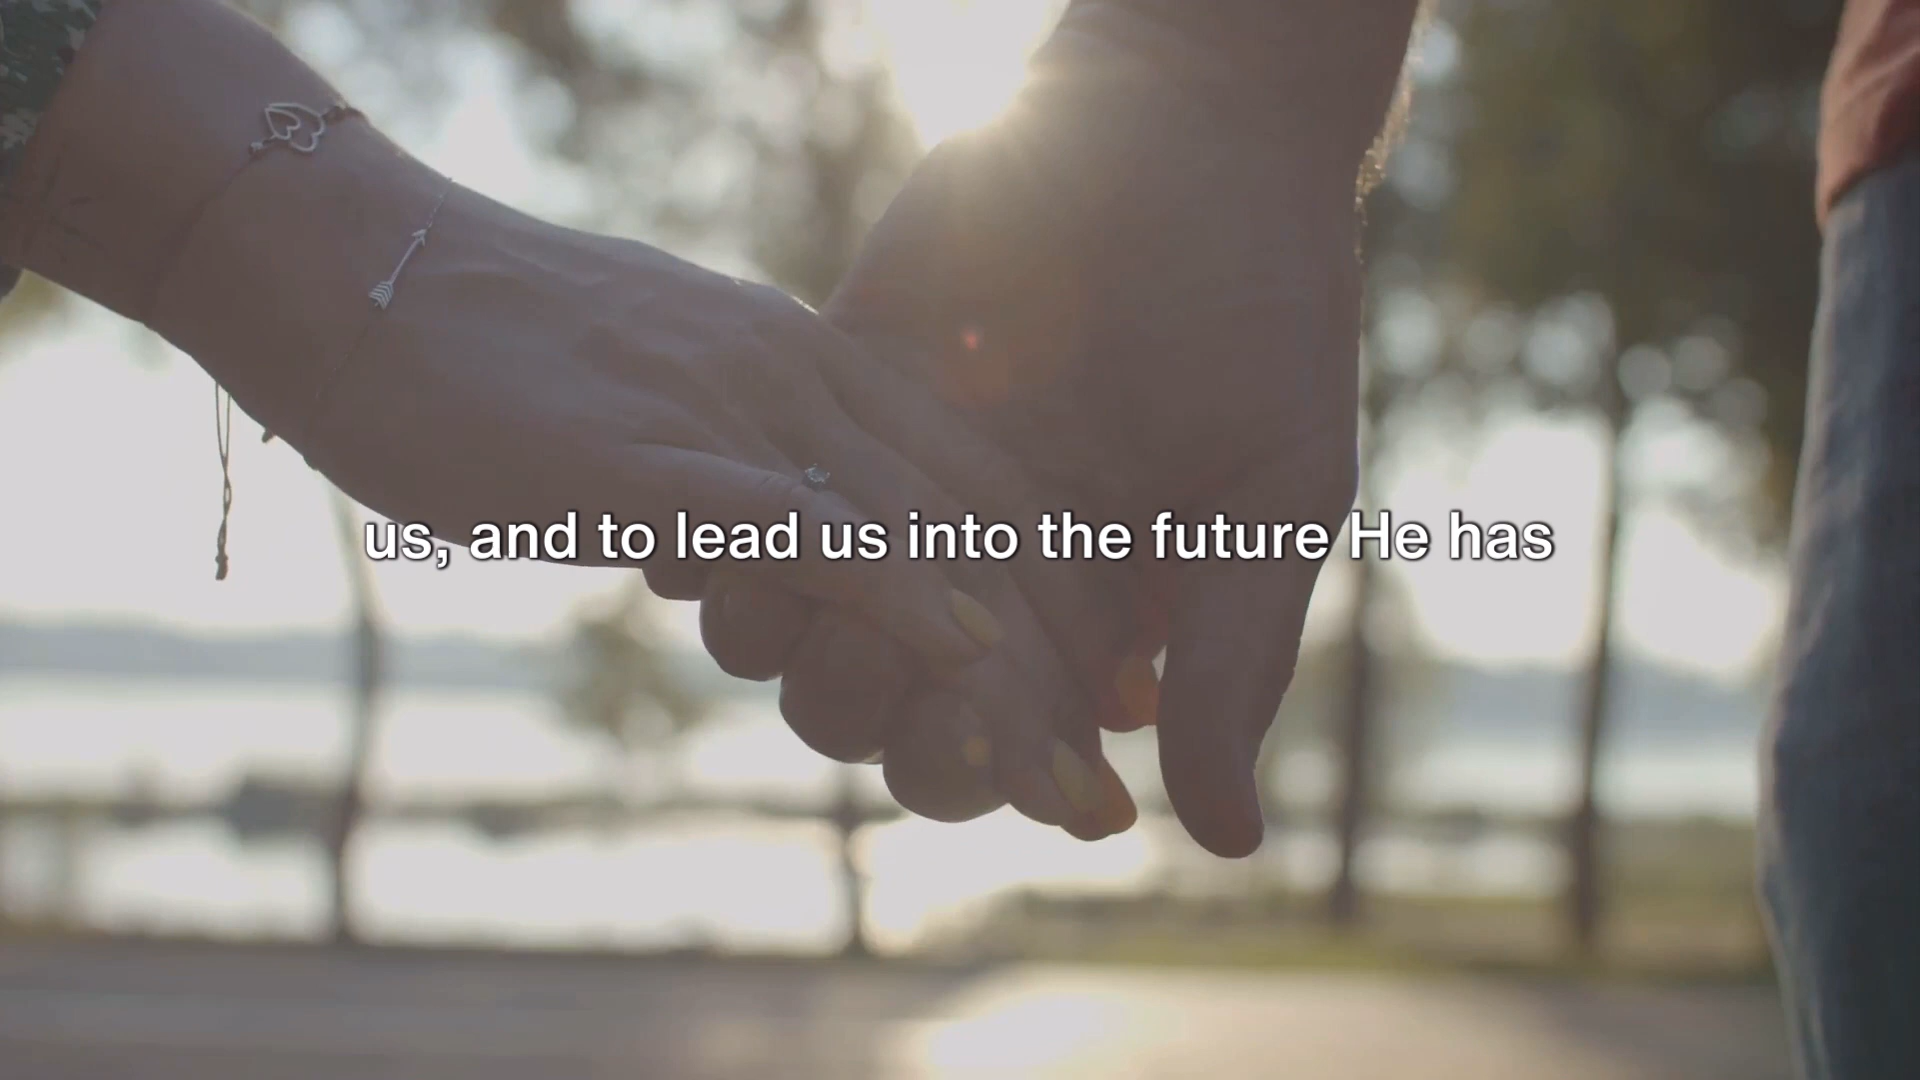 us, and to lead us into the future He has